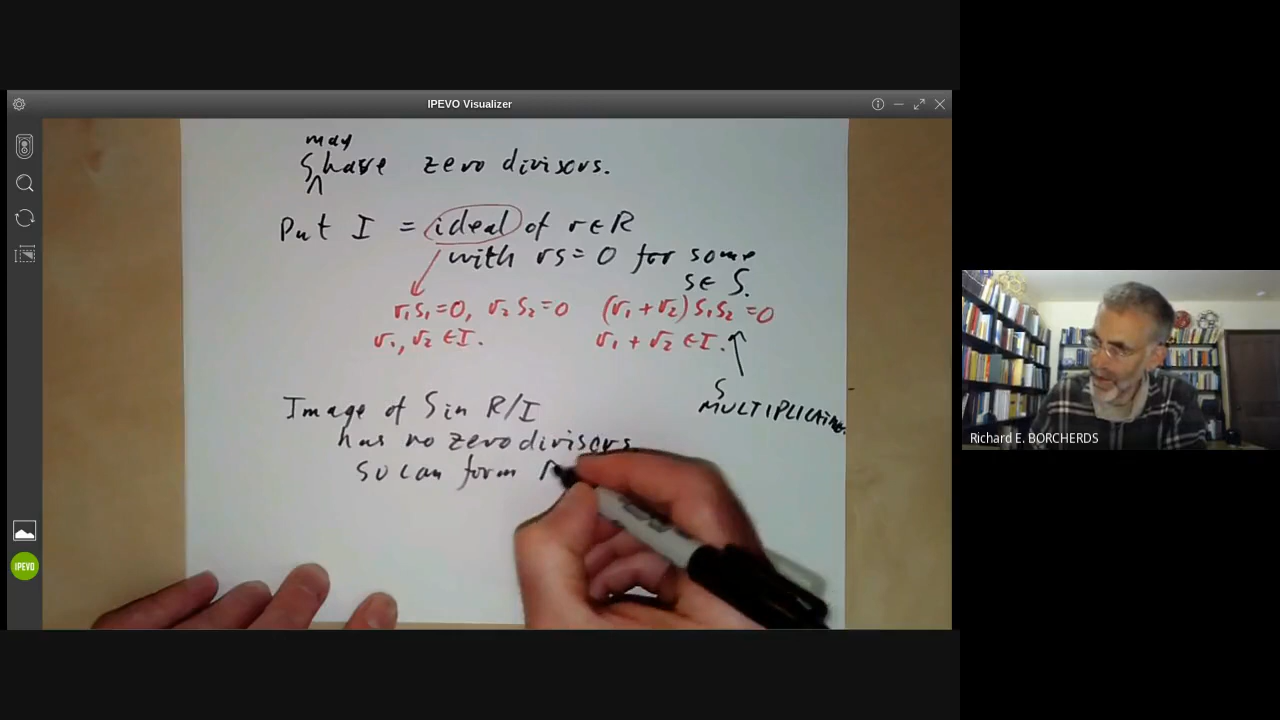 IPEVO Visualizer
may
S have zero divisors.
Put I = ideal of r∈R
with rs=0 for some
s∈ S.
r₁s₁=0, r₂s₂=0 (r₁+r₂)s₁s₂=0
r₁, r₂ ∈I. r₁+r₂ ∈I.
S
MULTIPLICATIVE.
Image of S in R/I
has no zero divisors.
so can form
Richard E. BORCHERDS
IPEVO